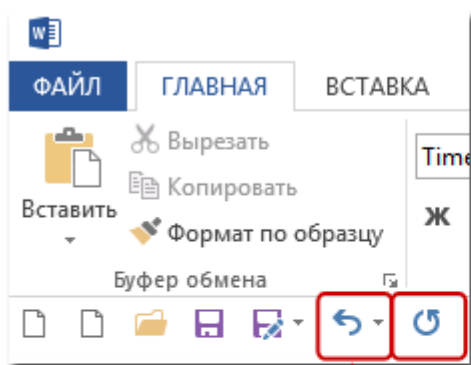 W
ФАЙЛ ГЛАВНАЯ ВСТАВКА
Вырезать
Копировать
Вставить
Формат по образцу
Time
Ж
Буфер обмена